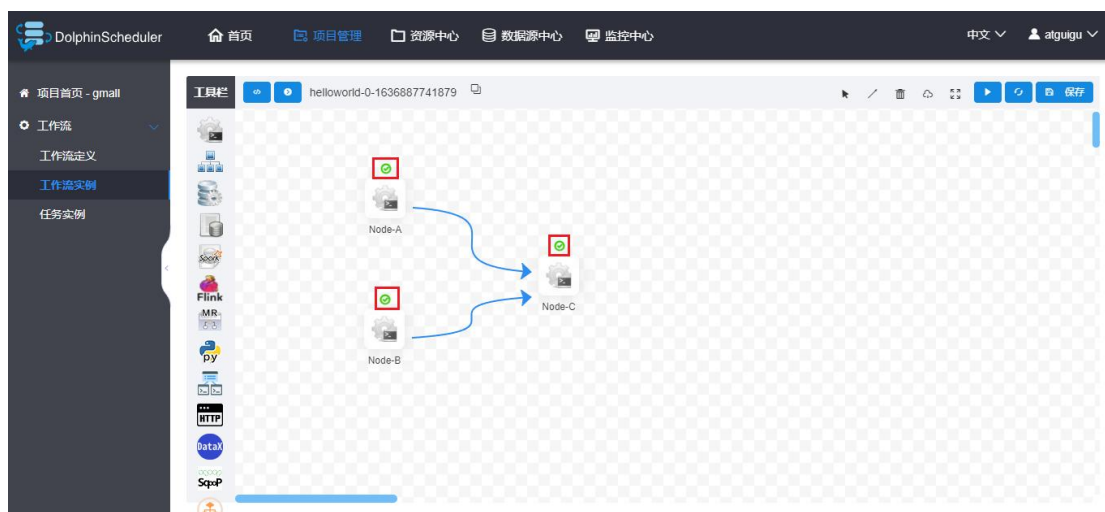 DolphinScheduler 首页 项目管理 资源中心 数据源中心 监控中心 中文 atguigu
项目首页 - gmall
工作流
工作流定义
工作流实例
任务实例
工具栏 helloworld-0-1636887741879 保存
Spark
Flink
MR
py
HTTP
DataX
Sqoop
Node-A
Node-B
Node-C